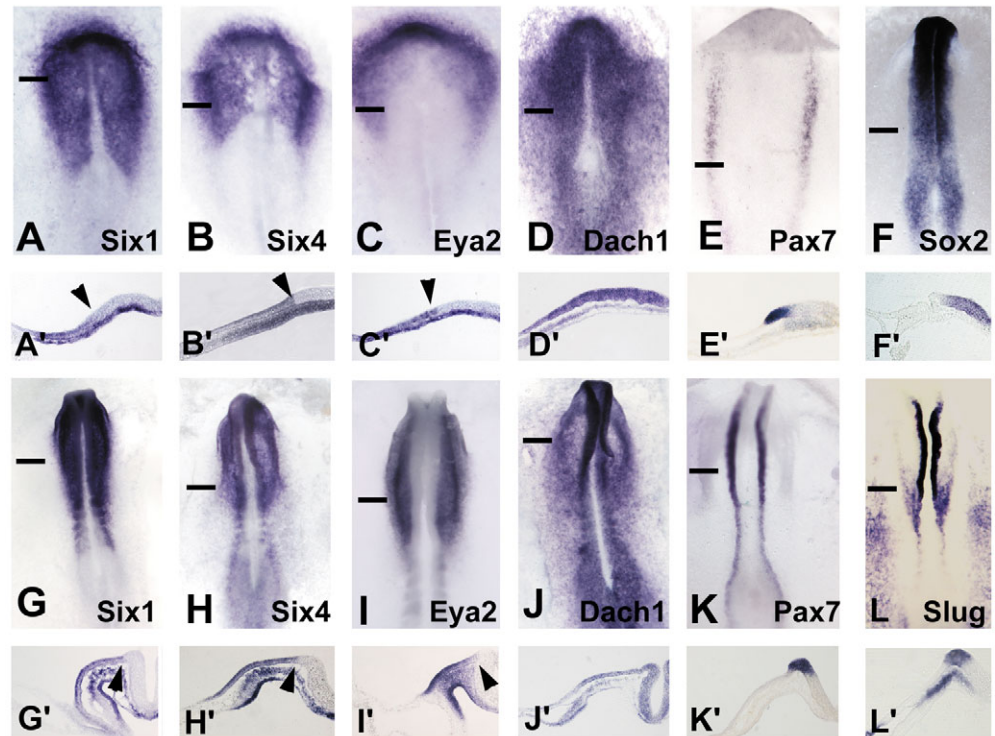 A Six1 B Six4 C Eya2 D Dach1 E Pax7 F Sox2
A' B' C' D' E' F'
G Six1 H Six4 I Eya2 J Dach1 K Pax7 L Slug
G' H' I' J' K' L'